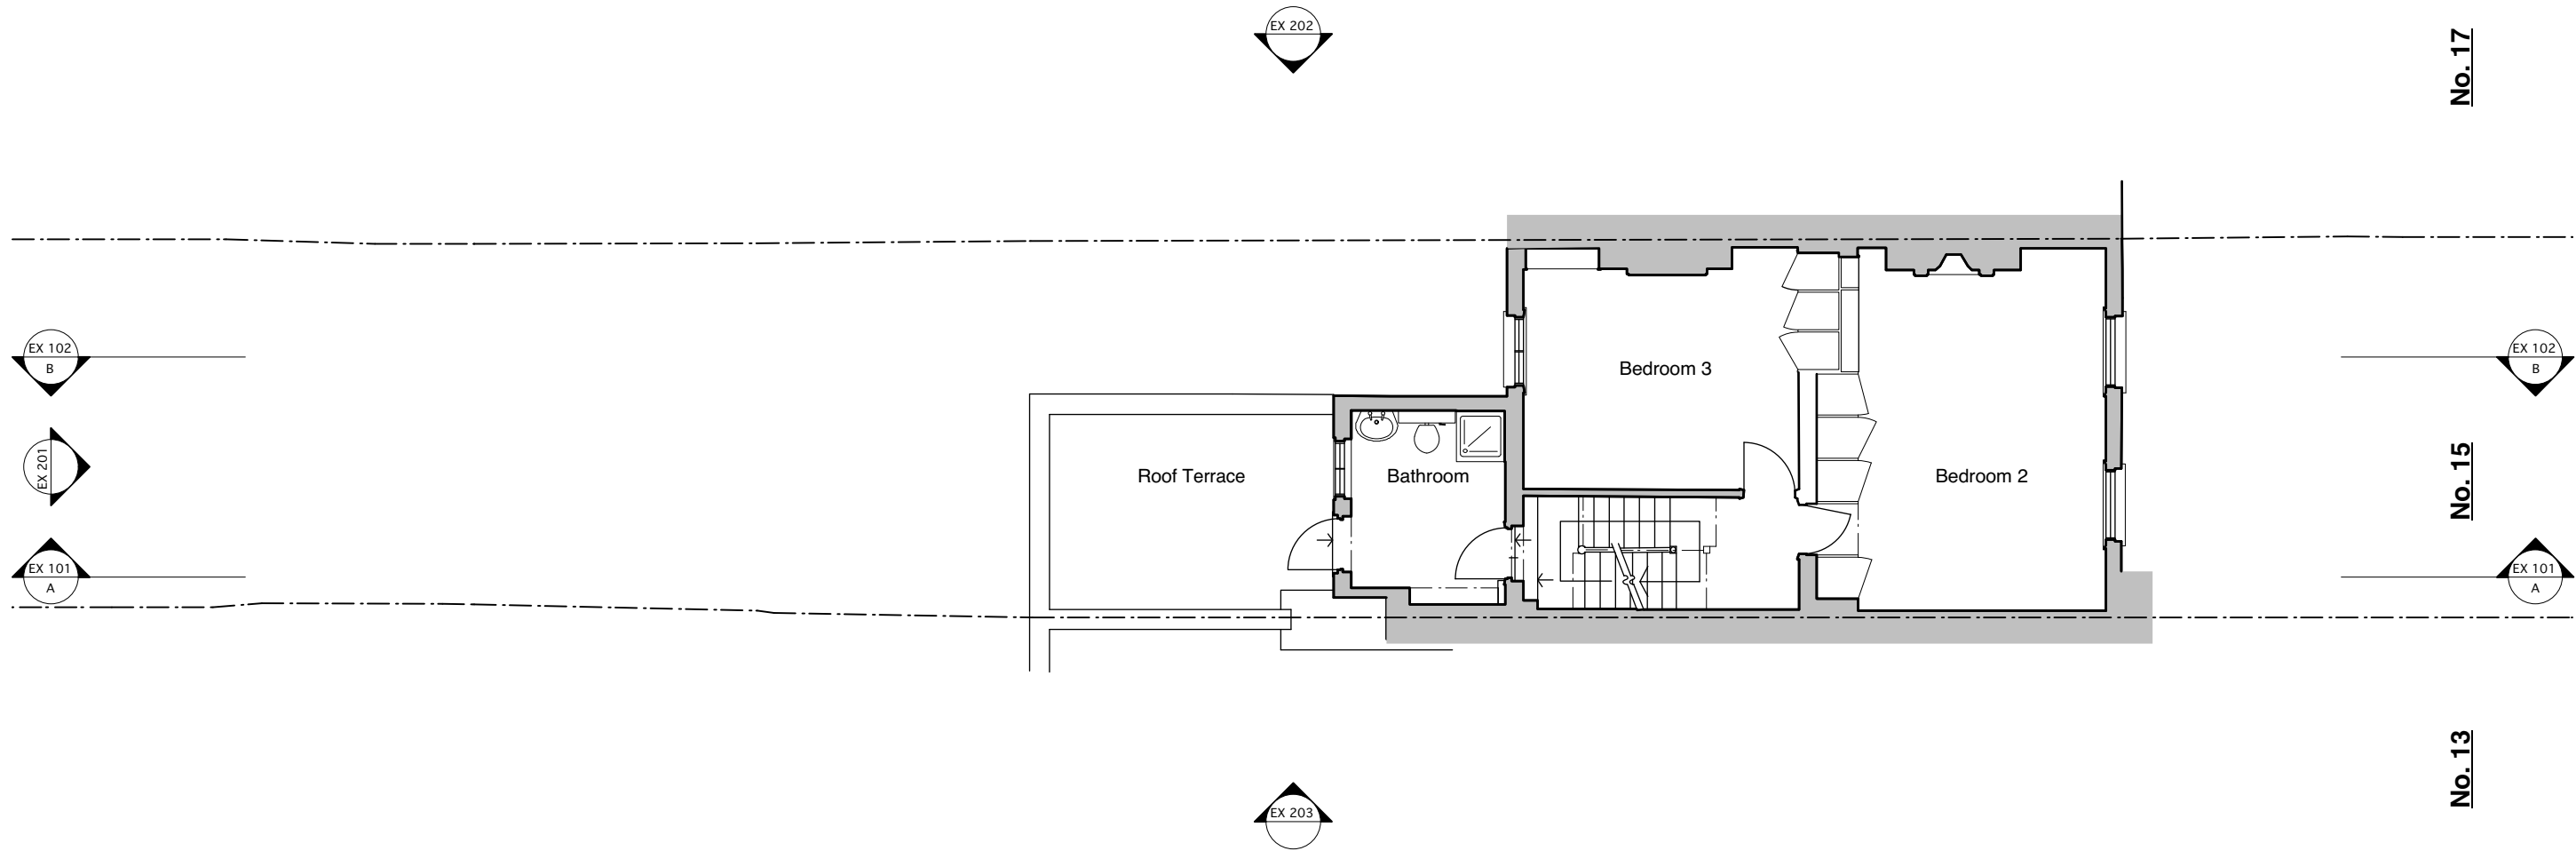 EX 202
No. 17
EX 102
B
EX 102
B
Bedroom 3
EX 201
Roof Terrace
Bathroom
Bedroom 2
No. 15
EX 101
A
EX 101
A
No. 13
EX 203